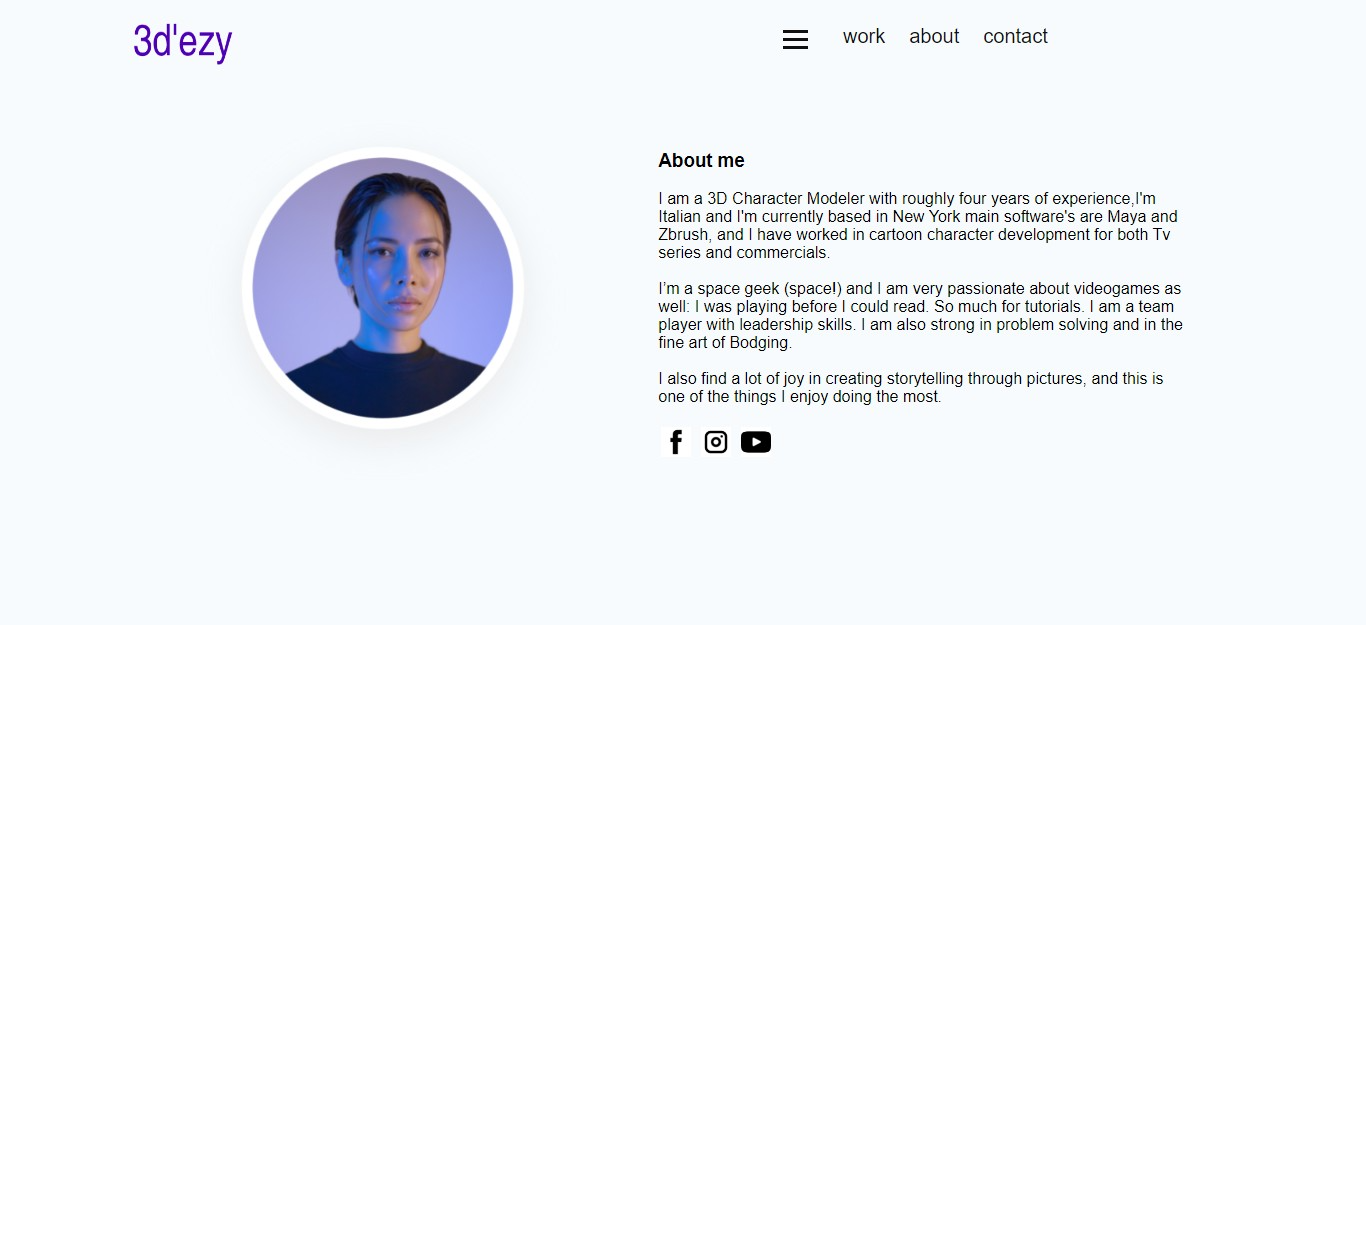 3d'ezy
work about contact
About me
I am a 3D Character Modeler with roughly four years of experience,I'm
Italian and I'm currently based in New York main software's are Maya and
Zbrush, and I have worked in cartoon character development for both Tv
series and commercials.
I’m a space geek (space!) and I am very passionate about videogames as
well: I was playing before I could read. So much for tutorials. I am a team
player with leadership skills. I am also strong in problem solving and in the
fine art of Bodging.
I also find a lot of joy in creating storytelling through pictures, and this is
one of the things I enjoy doing the most.